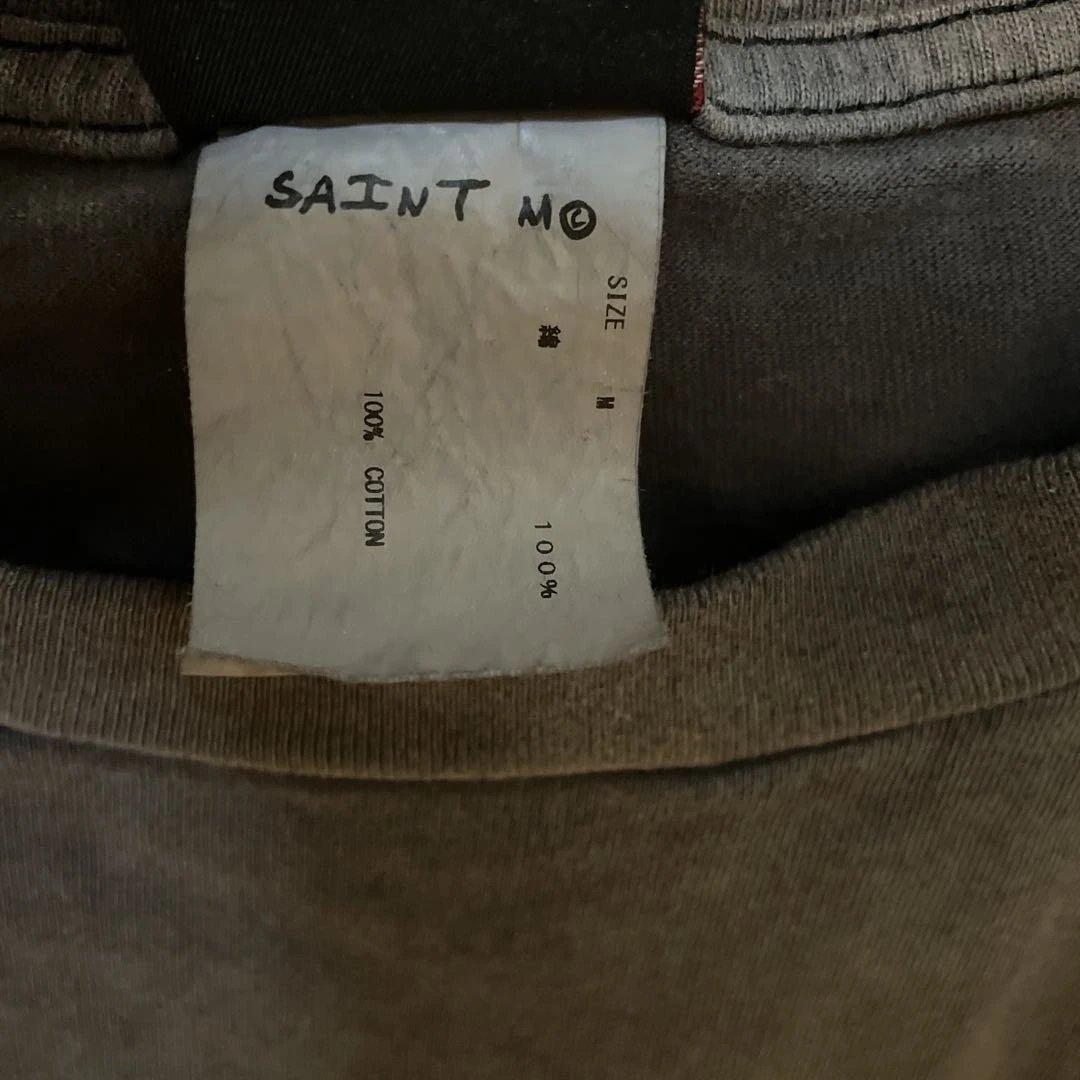 SAINT M©
SIZE M
綿 100%
100% COTTON